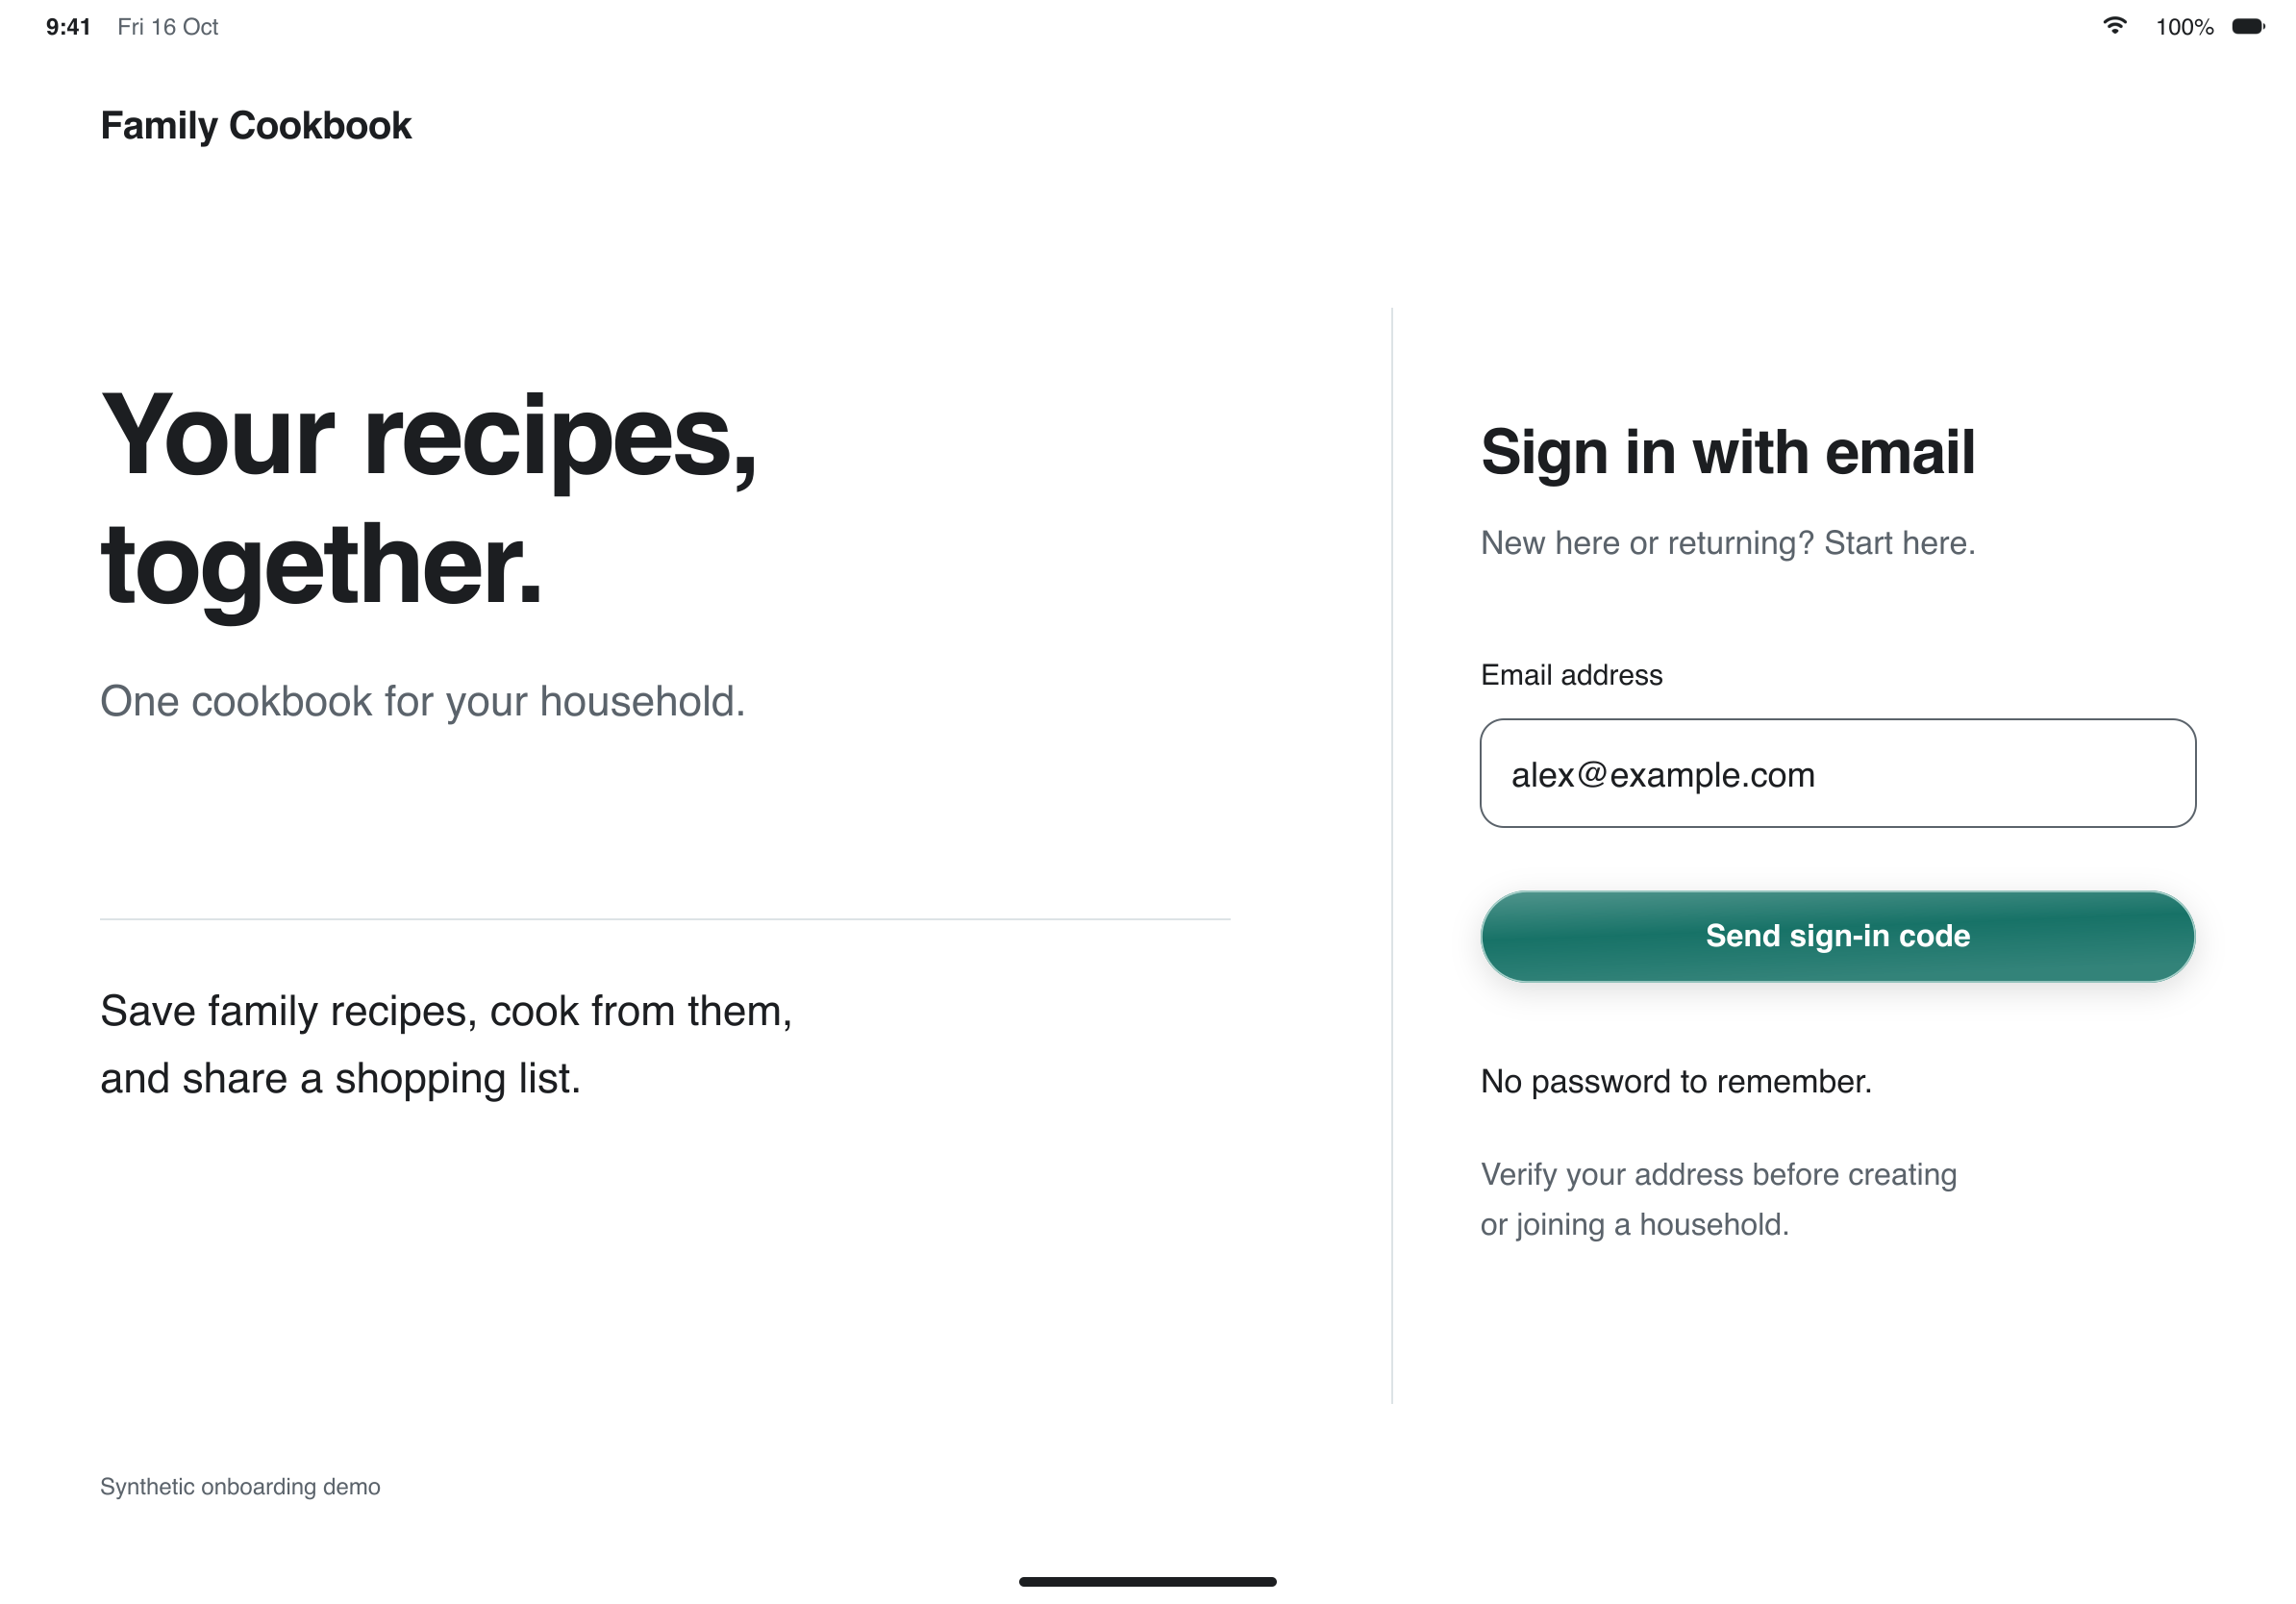 9:41 Fri 16 Oct
100%
Family Cookbook
Your recipes,
together.
One cookbook for your household.
Save family recipes, cook from them,
and share a shopping list.
Sign in with email
New here or returning? Start here.
Email address
alex@example.com
Send sign-in code
No password to remember.
Verify your address before creating
or joining a household.
Synthetic onboarding demo